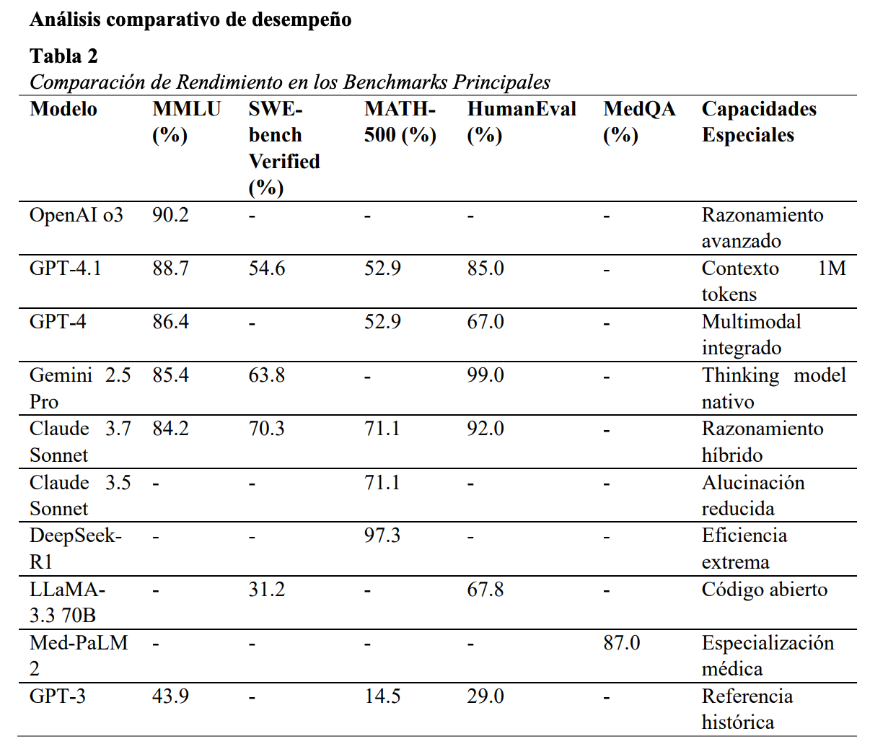 Análisis comparativo de desempeño
Tabla 2
Comparación de Rendimiento en los Benchmarks Principales
Modelo MMLU (%) SWE-bench Verified (%) MATH-500 (%) HumanEval (%) MedQA (%) Capacidades Especiales
OpenAI o3 90.2 - - - - Razonamiento avanzado
GPT-4.1 88.7 54.6 52.9 85.0 - Contexto 1M tokens
GPT-4 86.4 - 52.9 67.0 - Multimodal integrado
Gemini 2.5 Pro 85.4 63.8 - 99.0 - Thinking model nativo
Claude 3.7 Sonnet 84.2 70.3 71.1 92.0 - Razonamiento híbrido
Claude 3.5 Sonnet - - 71.1 - - Alucinación reducida
DeepSeek-R1 - - 97.3 - - Eficiencia extrema
LLaMA-3.3 70B - 31.2 - 67.8 - Código abierto
Med-PaLM 2 - - - - 87.0 Especialización médica
GPT-3 43.9 - 14.5 29.0 - Referencia histórica